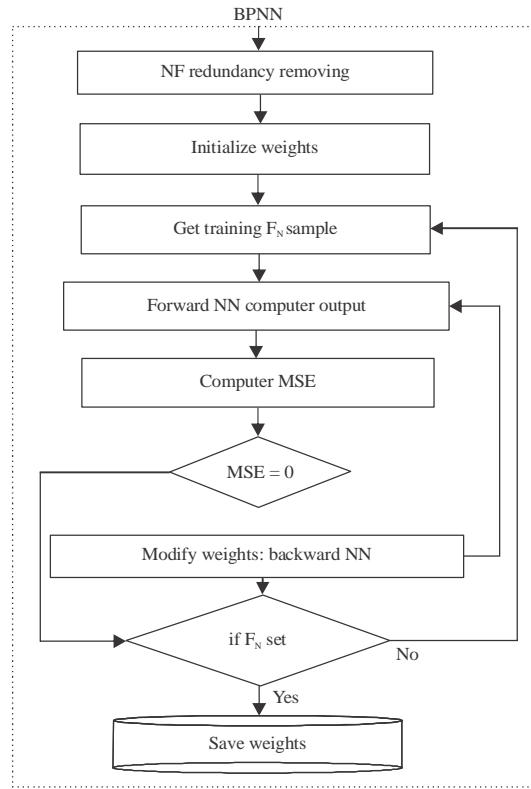 BPNN
NF redundancy removing
Initialize weights
Get training F_N sample
Forward NN computer output
Computer MSE
MSE = 0
Modify weights: backward NN
if F_N set
No
Yes
Save weights